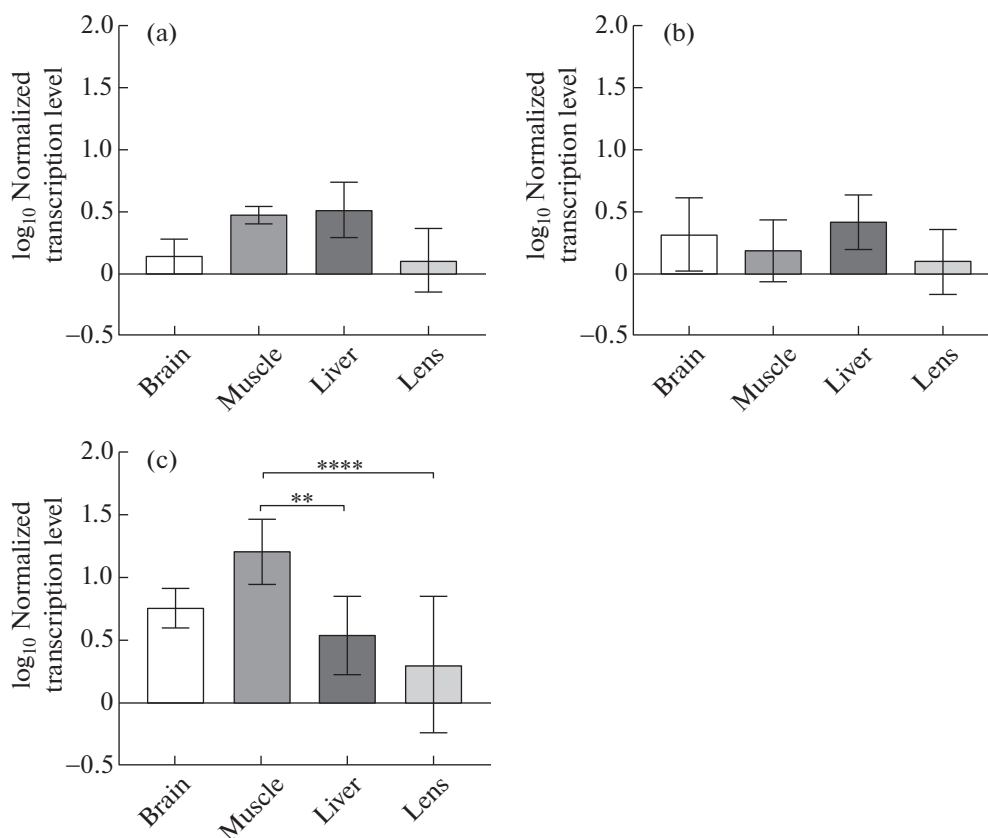 (a)
log₁₀ Normalized
transcription level
2.0
1.5
1.0
0.5
0
–0.5
Brain
Muscle
Liver
Lens
(b)
log₁₀ Normalized
transcription level
2.0
1.5
1.0
0.5
0
–0.5
Brain
Muscle
Liver
Lens
(c)
log₁₀ Normalized
transcription level
2.0
1.5
1.0
0.5
0
–0.5
****
**
Brain
Muscle
Liver
Lens